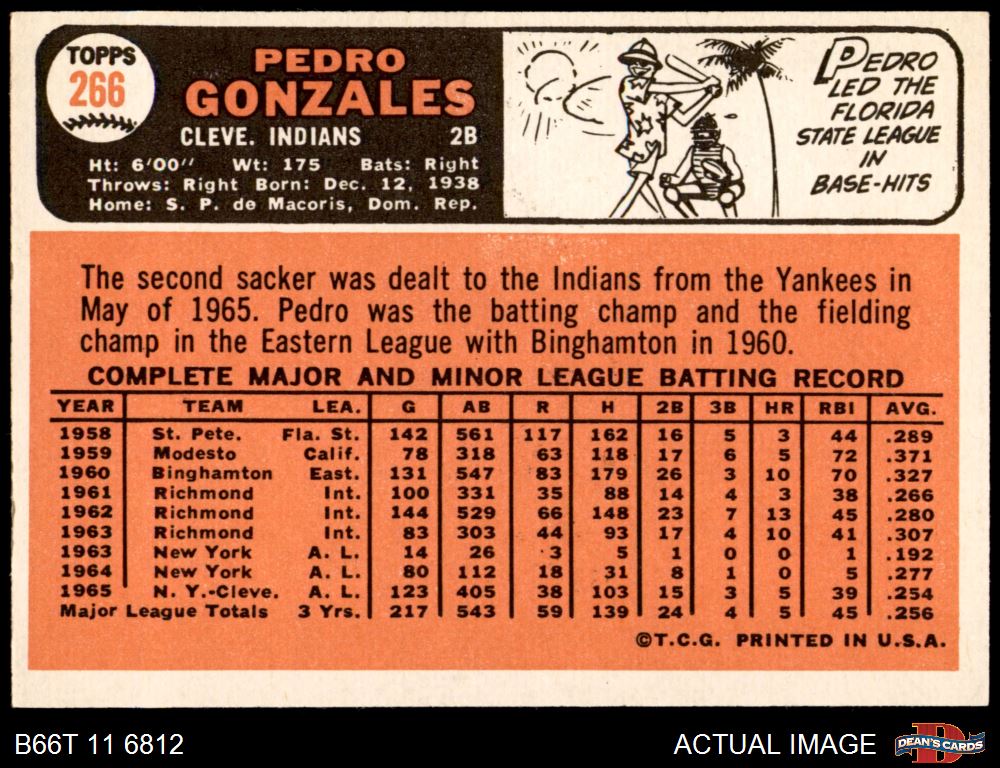 TOPPS
266
PEDRO
GONZALES
CLEVE. INDIANS 2B
Ht: 6'00" Wt: 175 Bats: Right
Throws: Right Born: Dec. 12, 1938
Home: S. P. de Macoris, Dom. Rep.
PEDRO
LED THE
FLORIDA
STATE LEAGUE
IN
BASE-HITS
The second sacker was dealt to the Indians from the Yankees in
May of 1965. Pedro was the batting champ and the fielding
champ in the Eastern League with Binghamton in 1960.
COMPLETE MAJOR AND MINOR LEAGUE BATTING RECORD
YEAR TEAM LEA. G AB R H 2B 3B HR RBI AVG.
1958 St. Pete. Fla. St. 142 561 117 162 16 5 3 44 .289
1959 Modesto Calif. 78 318 63 118 17 6 5 72 .371
1960 Binghamton East. 131 547 83 179 26 3 10 70 .327
1961 Richmond Int. 100 331 35 88 14 4 3 38 .266
1962 Richmond Int. 144 529 66 148 23 7 13 45 .280
1963 Richmond Int. 83 303 44 93 17 4 10 41 .307
1963 New York A. L. 14 26 3 5 1 0 0 1 .192
1964 New York A. L. 80 112 18 31 8 1 0 5 .277
1965 N. Y.-Cleve. A. L. 123 405 38 103 15 3 5 39 .254
Major League Totals 3 Yrs. 217 543 59 139 24 4 5 45 .256
©T.C.G. PRINTED IN U.S.A.
B66T 11 6812 ACTUAL IMAGE DEAN'S CARDS